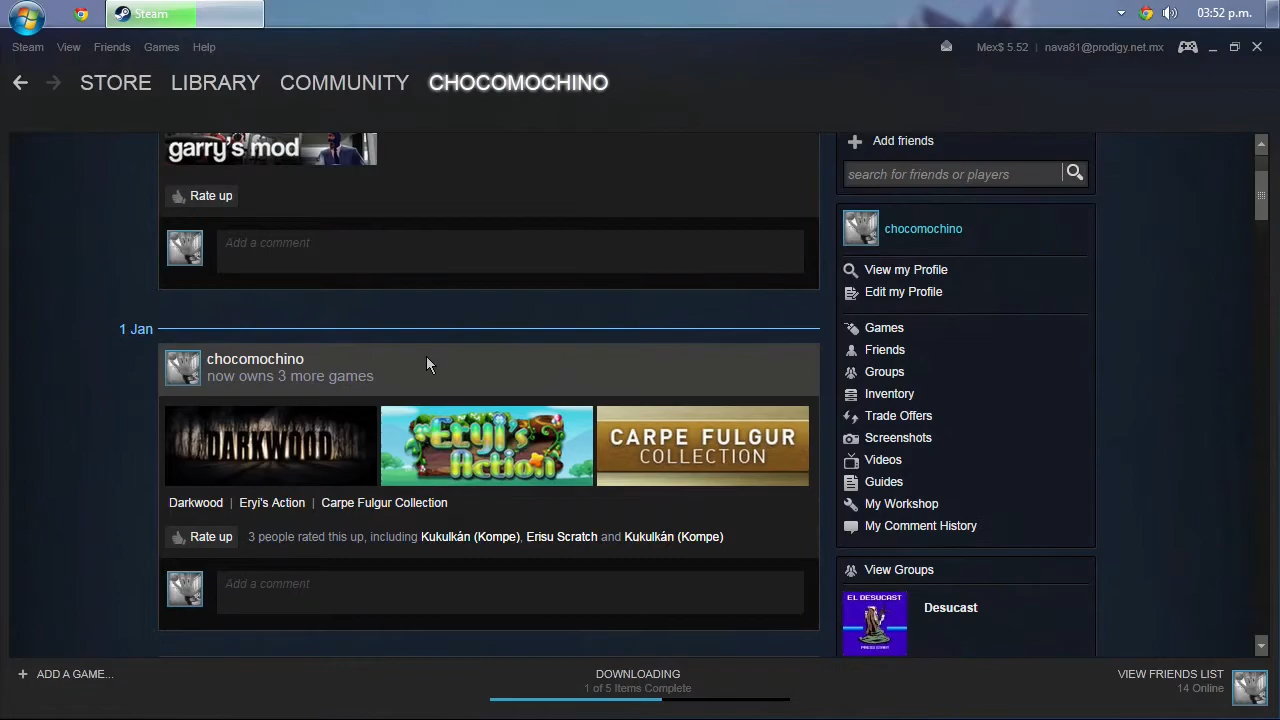 Steam
03:52 p.m.
Steam View Friends Games Help
Mex$ 5.52 nava81@prodigy.net.mx
STORE LIBRARY COMMUNITY CHOCOMOCHINO
garry's mod
Rate up
Add a comment
1 Jan
chocomochino
now owns 3 more games
DARKWOOD
Eryi's Action
CARPE FULGUR COLLECTION
Darkwood | Eryi's Action | Carpe Fulgur Collection
Rate up 3 people rated this up, including Kukulkán (Kompe), Erisu Scratch and Kukulkán (Kompe)
Add a comment
Add friends
search for friends or players
chocomochino
View my Profile
Edit my Profile
Games
Friends
Groups
Inventory
Trade Offers
Screenshots
Videos
Guides
My Workshop
My Comment History
View Groups
EL DESUCAST
PRESS START
Desucast
ADD A GAME...
DOWNLOADING
1 of 5 Items Complete
VIEW FRIENDS LIST
14 Online